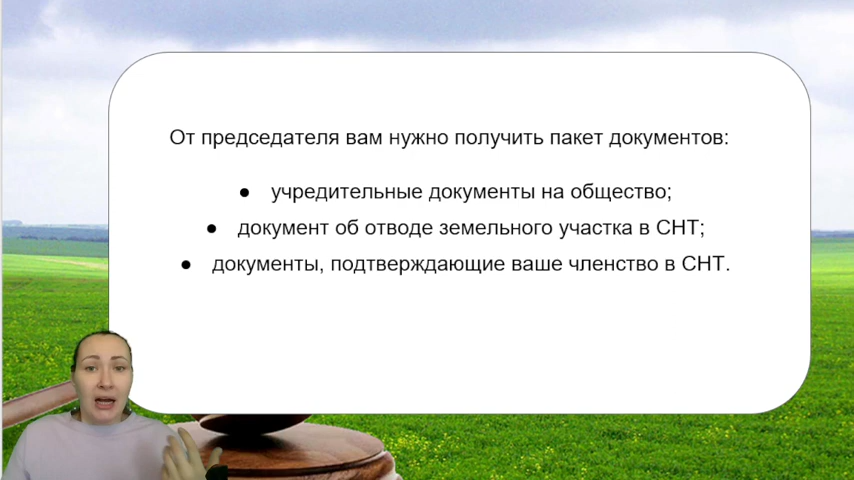 От председателя вам нужно получить пакет документов:
● учредительные документы на общество;
● документ об отводе земельного участка в СНТ;
● документы, подтверждающие ваше членство в СНТ.